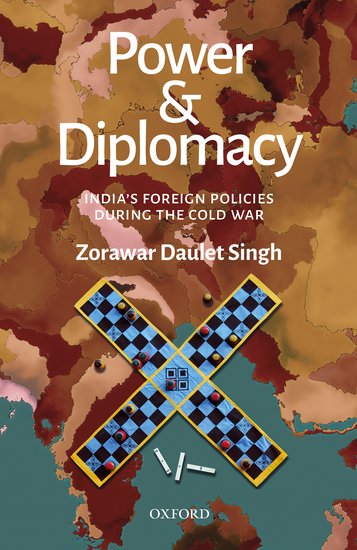 Power
&
Diplomacy
INDIA'S FOREIGN POLICIES
DURING THE COLD WAR
Zorawar Daulet Singh
OXFORD